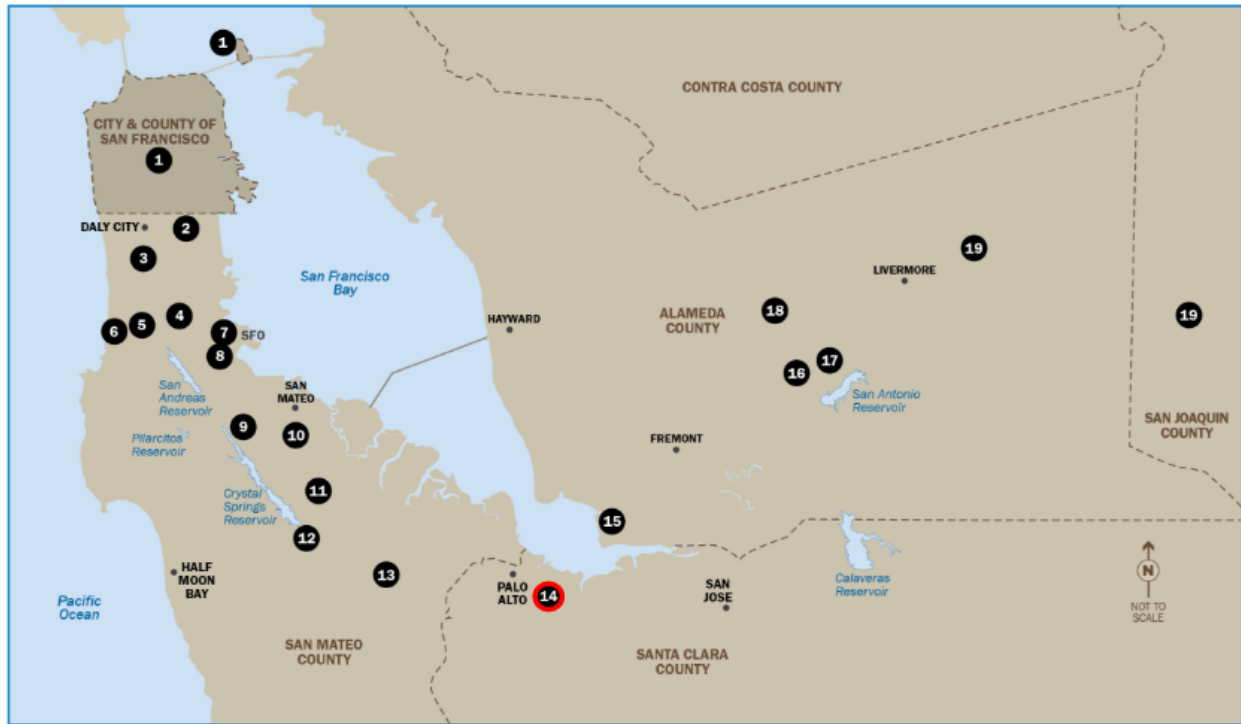 1
CONTRA COSTA COUNTY
CITY & COUNTY OF
SAN FRANCISCO
1
DALY CITY
2
3
19
LIVERMORE
San Francisco
Bay
6
5
4
7
SFO
8
HAYWARD
ALAMEDA
COUNTY
18
19
16
17
San
Andreas
Reservoir
SAN
MATEO
San Antonio
Reservoir
SAN JOAQUIN
COUNTY
Pilarcitos
Reservoir
9
10
FREMONT
Crystal
Springs
Reservoir
11
12
15
HALF
MOON
BAY
13
PALO
ALTO
14
SAN
JOSE
Calaveras
Reservoir
N
NOT TO
SCALE
Pacific
Ocean
SAN MATEO
COUNTY
SANTA CLARA
COUNTY